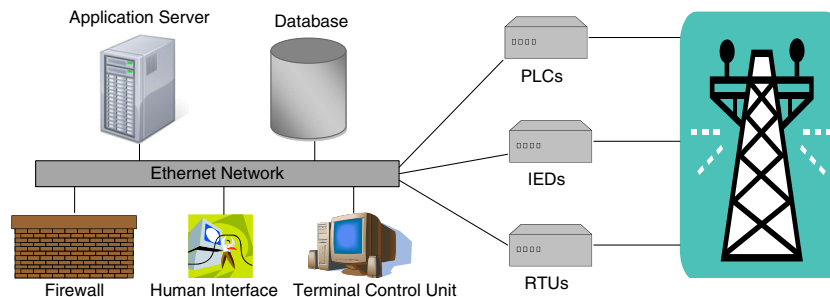 Application Server
Database
PLCs
Ethernet Network
IEDs
Firewall
Human Interface
Terminal Control Unit
RTUs